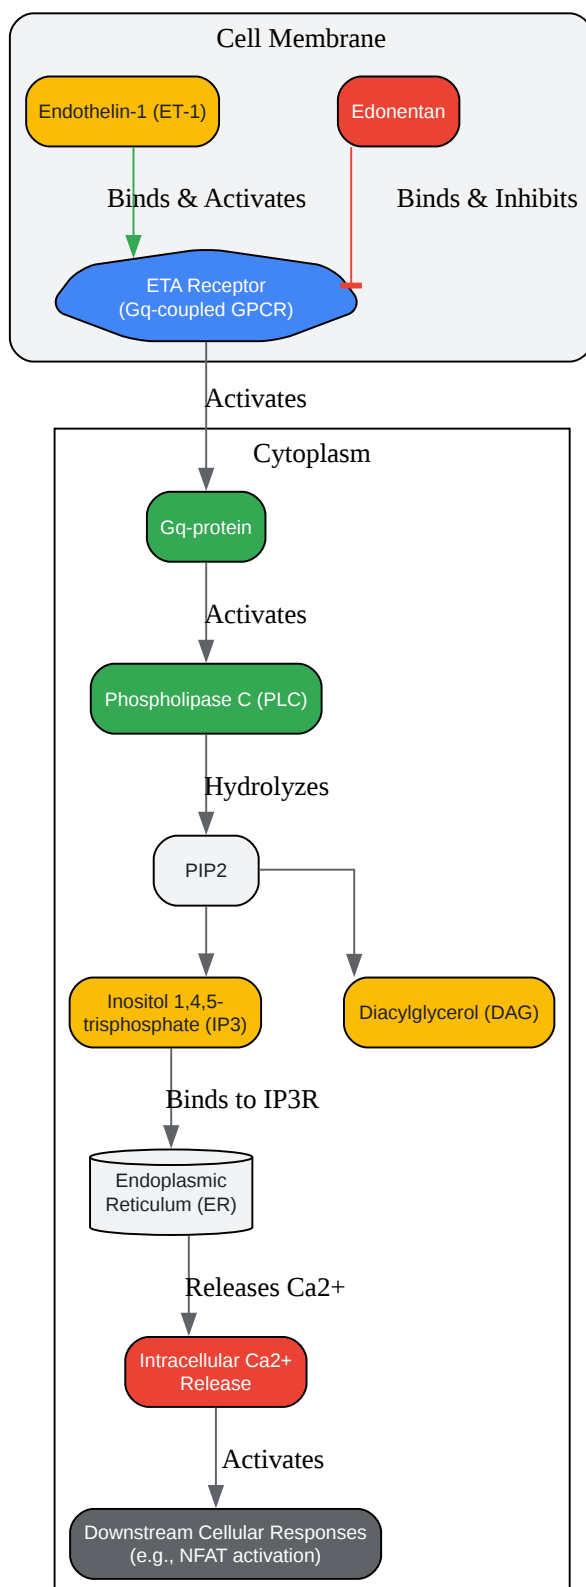 Cell Membrane
Endothelin-1 (ET-1)
Edonentan
Binds & Activates
Binds & Inhibits
ETA Receptor
(Gq-coupled GPCR)
Activates
Cytoplasm
Gq-protein
Activates
Phospholipase C (PLC)
Hydrolyzes
PIP2
Inositol 1,4,5-
trisphosphate (IP3)
Diacylglycerol (DAG)
Binds to IP3R
Endoplasmic
Reticulum (ER)
Releases Ca2+
Intracellular Ca2+
Release
Activates
Downstream Cellular Responses
(e.g., NFAT activation)